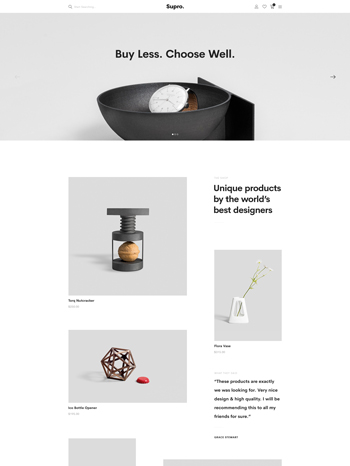 Supro.
Buy Less. Choose Well.
Unique products
by the world's
best designers
Tony Nutcracker
Flora Vase
Ico Bottle Opener
"These products are exactly
we was looking for. Very nice
design & high quality. I will be
recommending this to all my
friends for sure."
GRACE STEWART